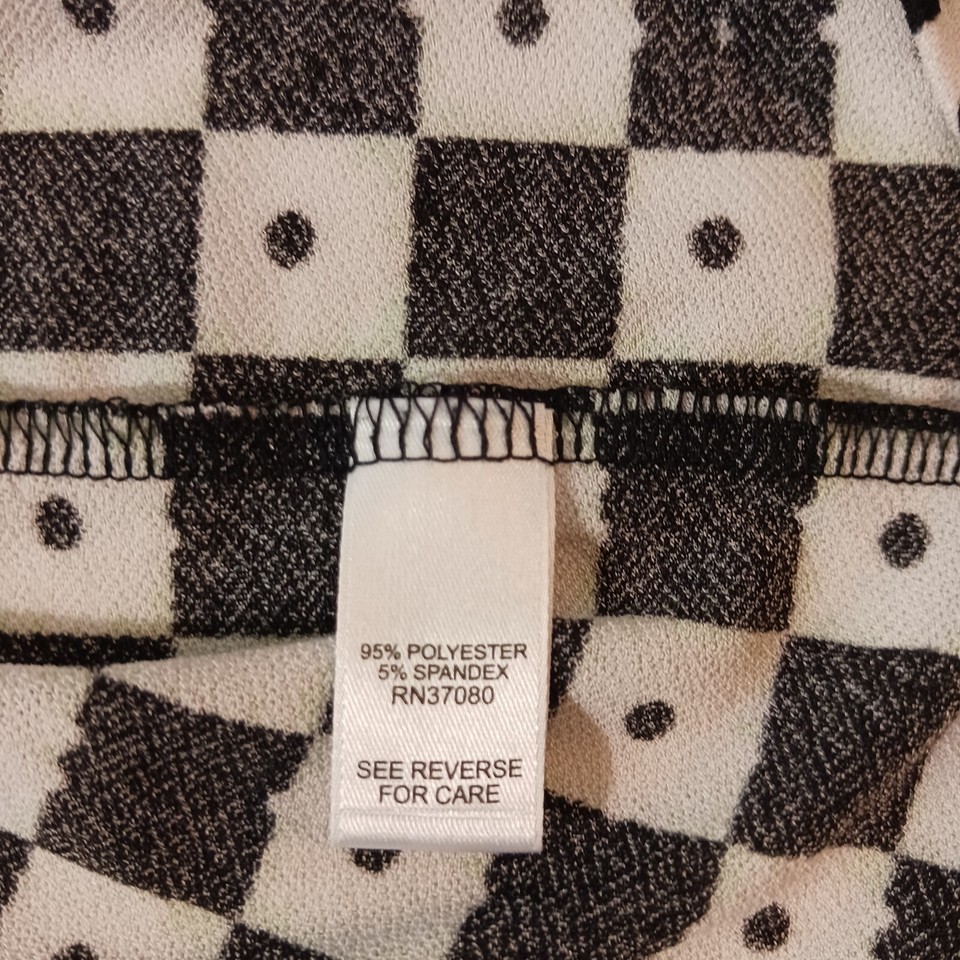 95% POLYESTER
5% SPANDEX
RN37080
SEE REVERSE
FOR CARE